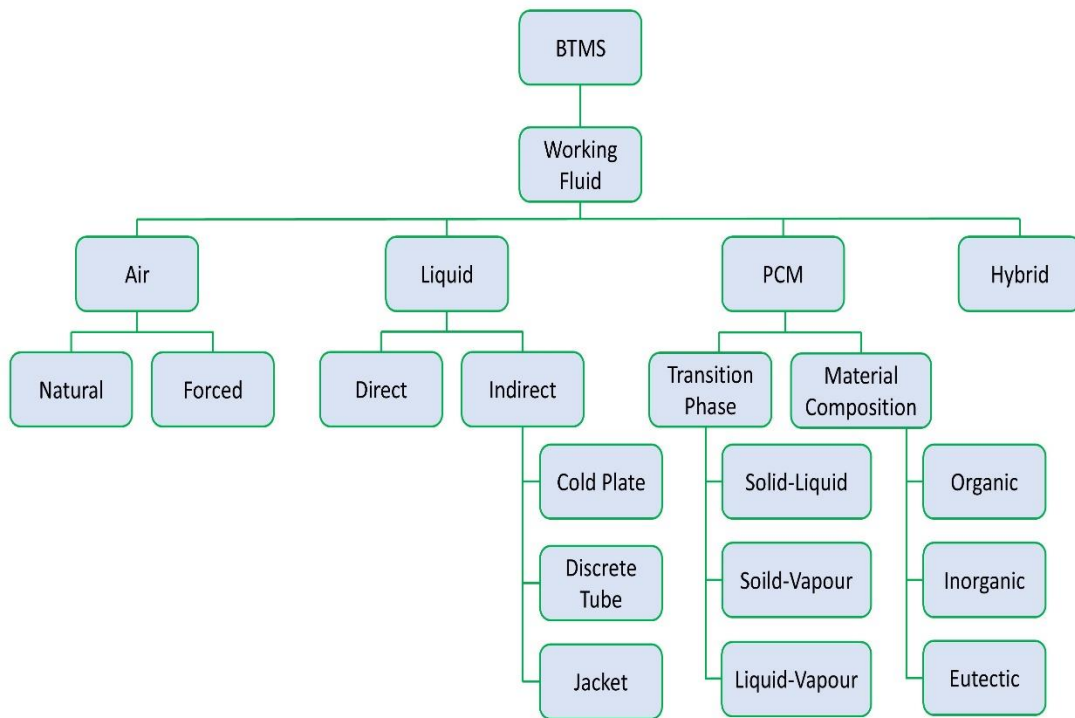 BTMS
Working
Fluid
Air
Liquid
PCM
Hybrid
Natural
Forced
Direct
Indirect
Transition
Phase
Material
Composition
Cold Plate
Solid-Liquid
Organic
Discrete
Tube
Soild-Vapour
Inorganic
Jacket
Liquid-Vapour
Eutectic